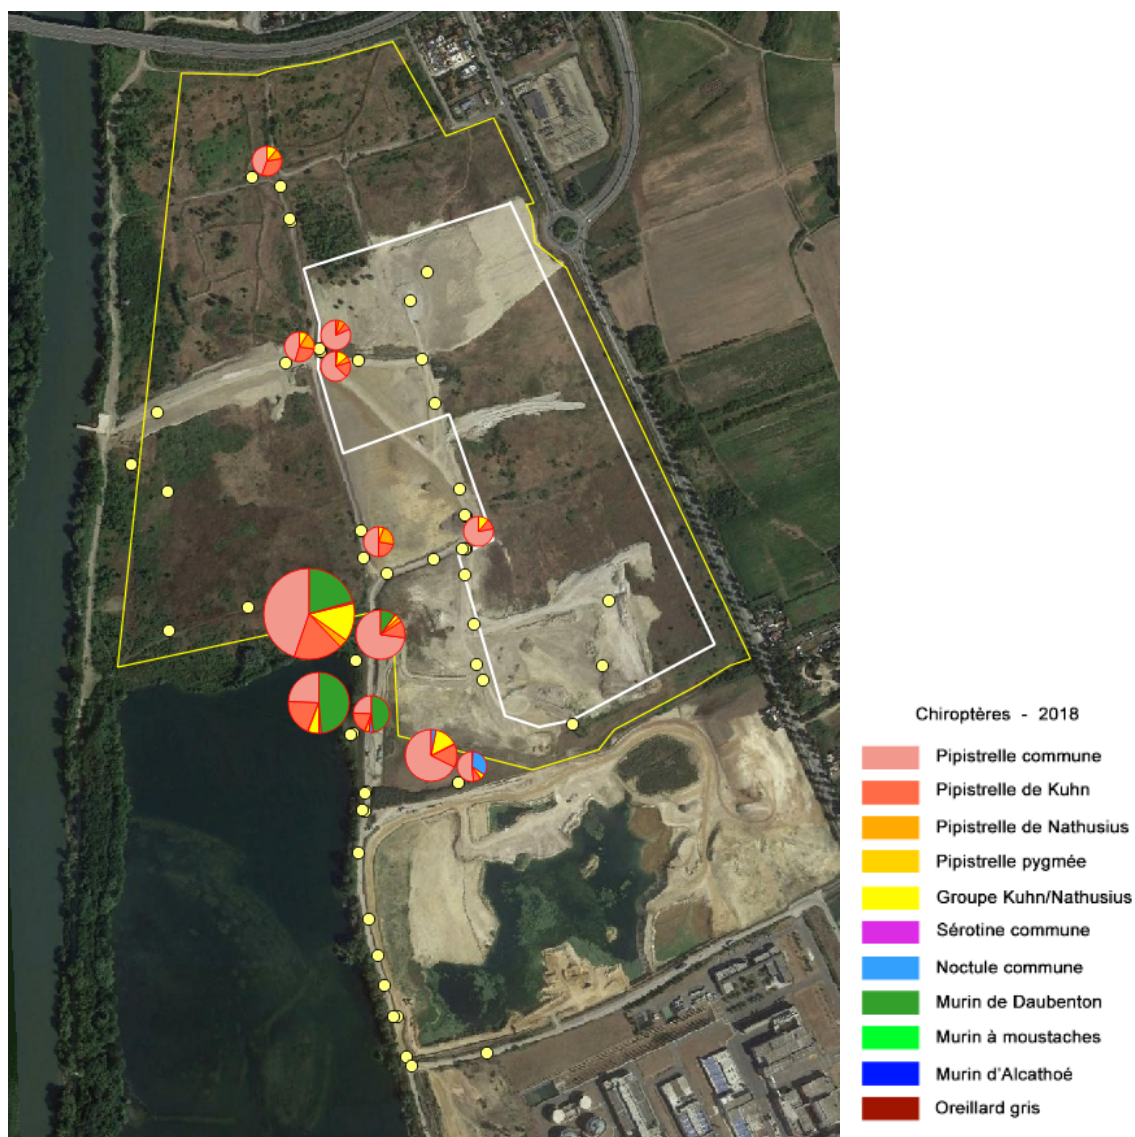 Chiroptères - 2018
Pipistrelle commune
Pipistrelle de Kuhn
Pipistrelle de Nathusius
Pipistrelle pygmée
Groupe Kuhn/Nathusius
Sérotine commune
Noctule commune
Murin de Daubenton
Murin à moustaches
Murin d'Alcathoé
Oreillard gris